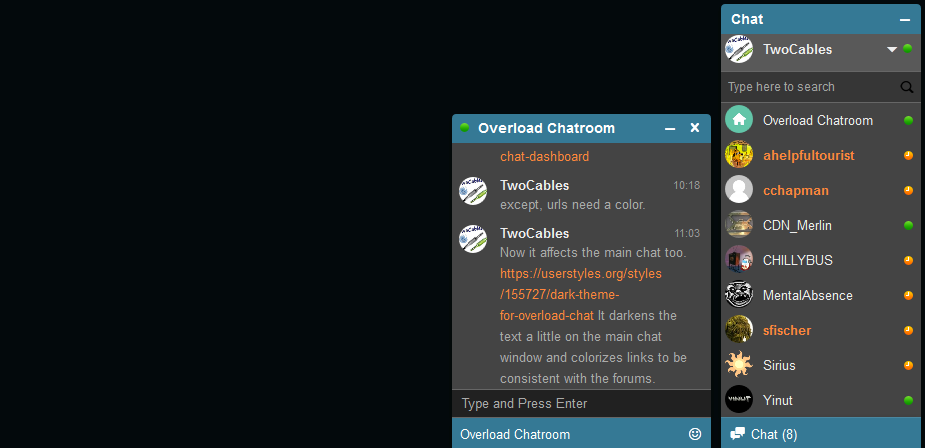 Chat
TwoCables
Type here to search
Overload Chatroom
ahelpfultourist
cchapman
CDN_Merlin
CHILLYBUS
MentalAbsence
sfischer
Sirius
Yinut
Chat (8)
Overload Chatroom
chat-dashboard
TwoCables 10:18
except, urls need a color.
TwoCables 11:03
Now it affects the main chat too.
https://userstyles.org/styles
/155727/dark-theme-
for-overload-chat It darkens the
text a little on the main chat
window and colorizes links to be
consistent with the forums.
Type and Press Enter
Overload Chatroom